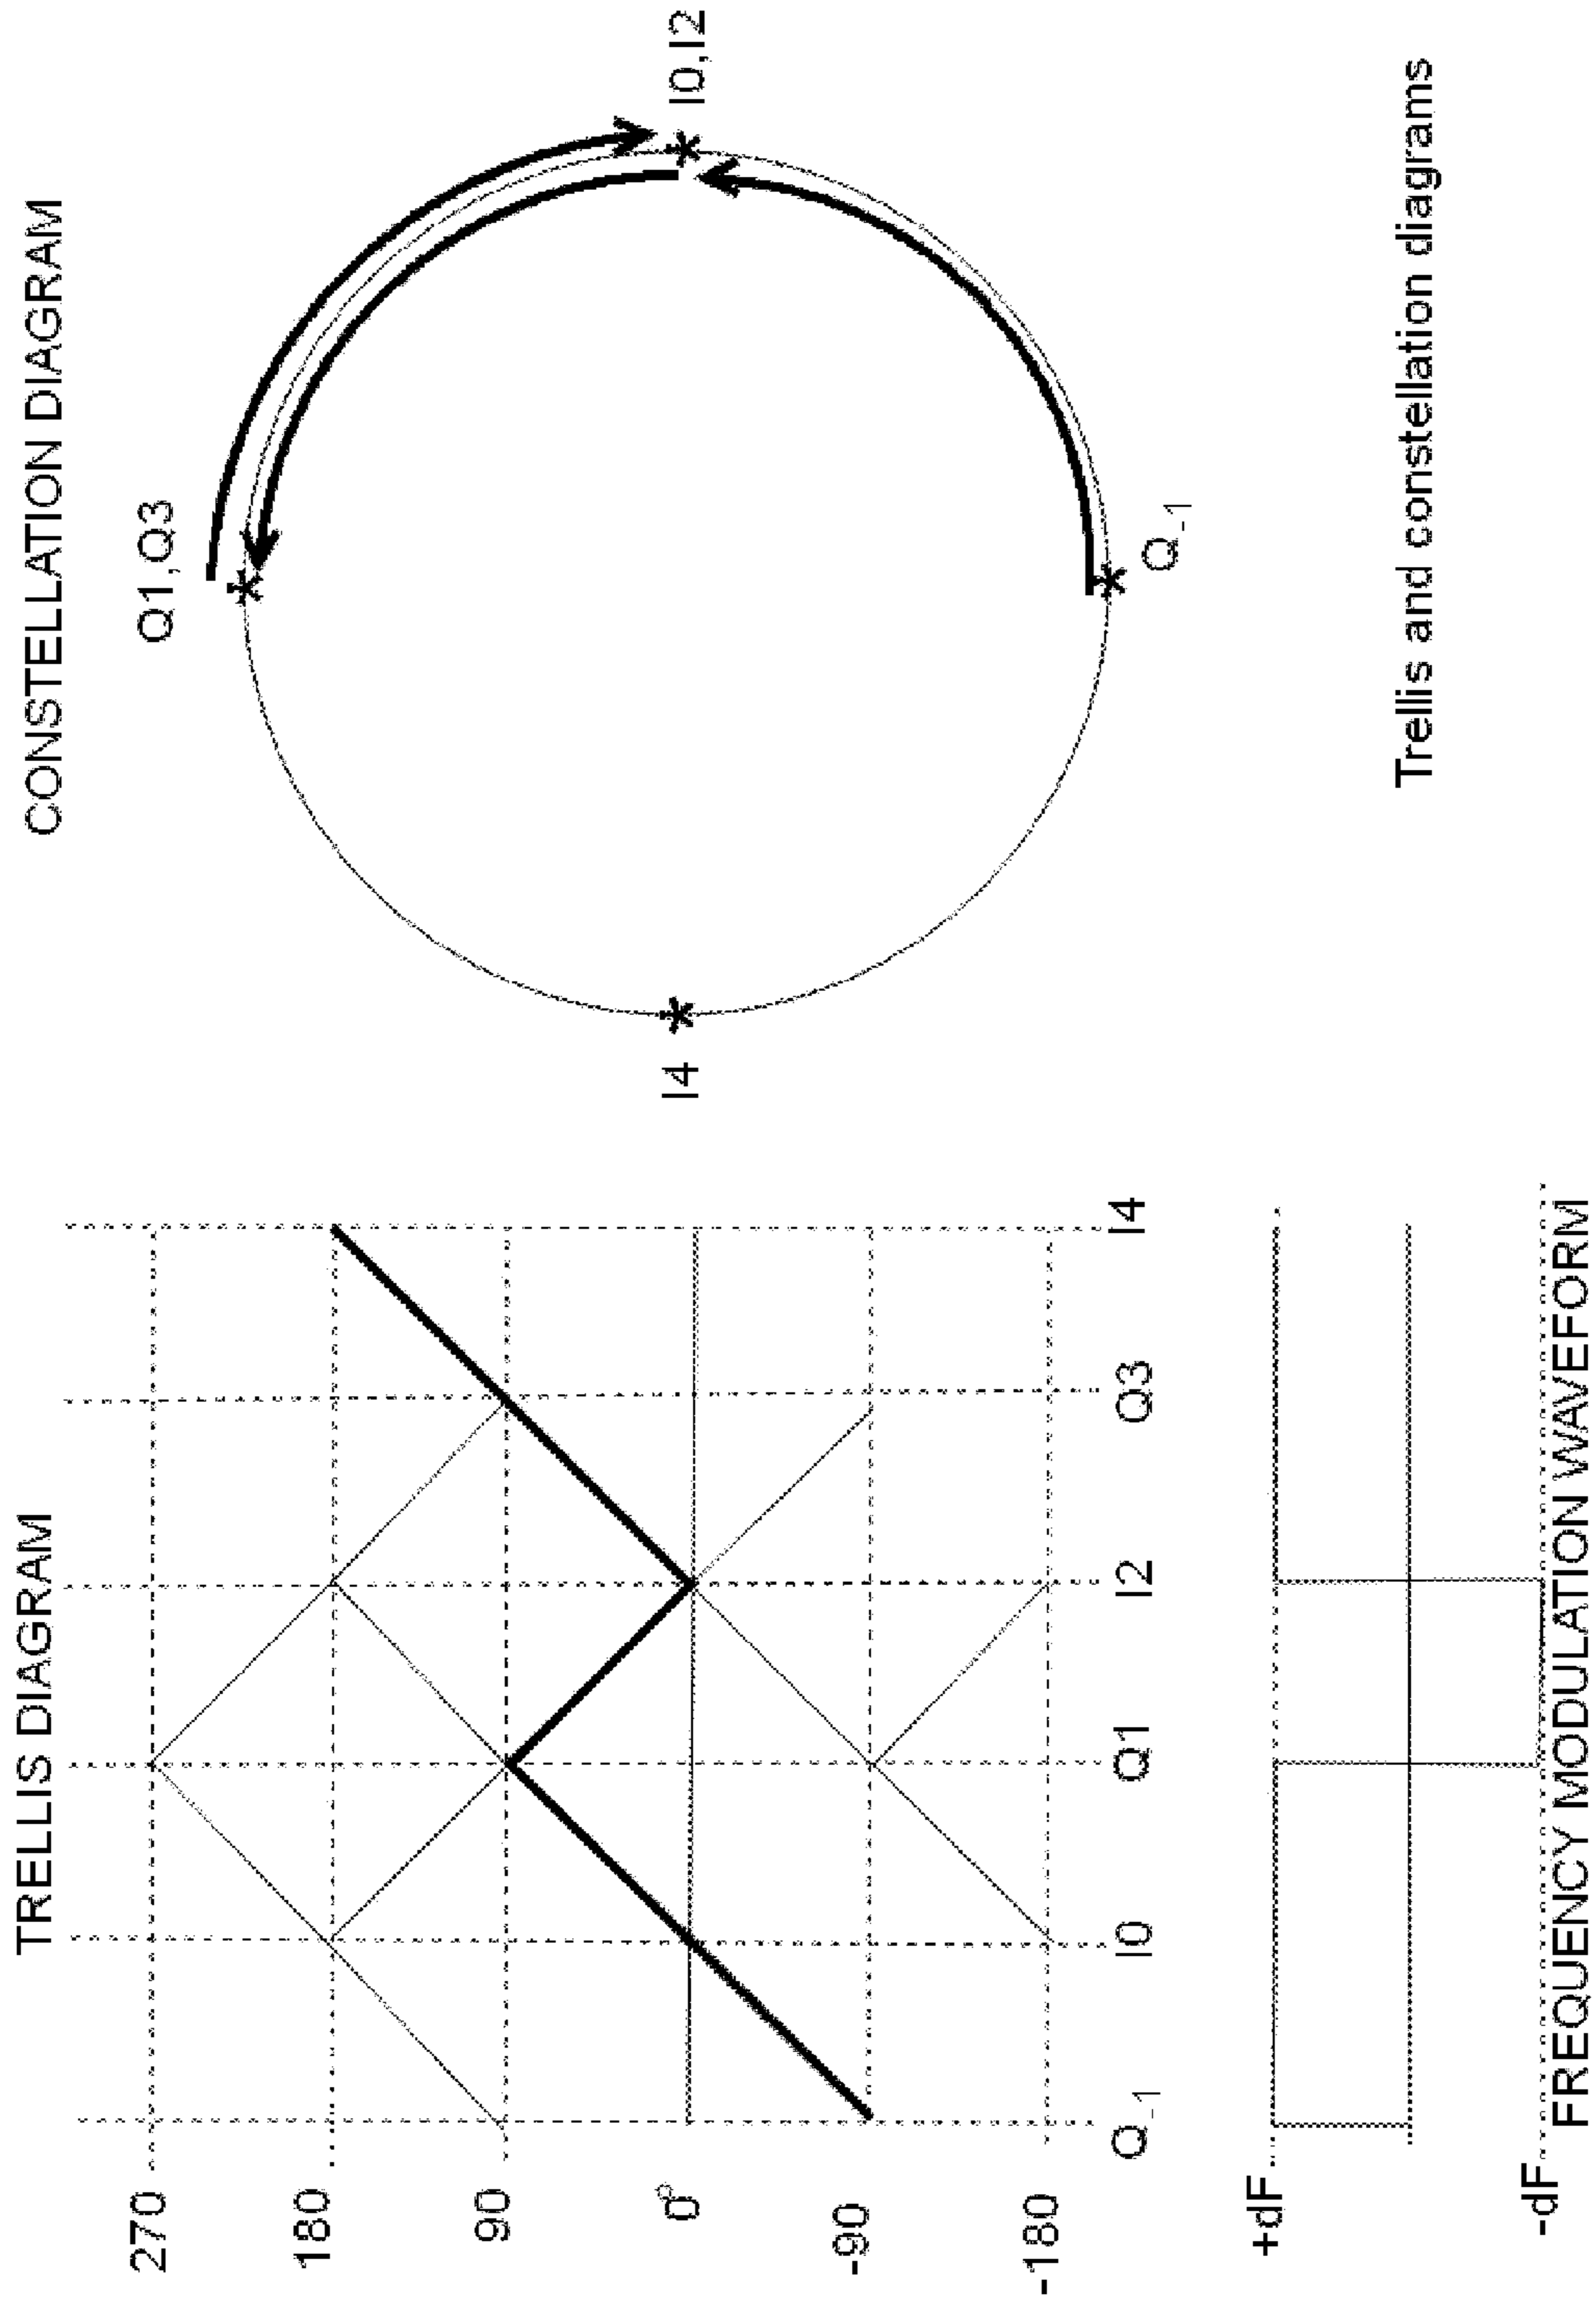 TRELLIS DIAGRAM
270
180
90
0°
-90
-180
Q-1
I0
Q1
I2
Q3
I4
+dF
-dF
FREQUENCY MODULATION WAVEFORM
CONSTELLATION DIAGRAM
Q1,Q3
I4
I0,I2
Q-1
Trellis and constellation diagrams